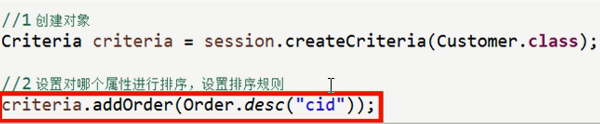 //1 创建对象
Criteria criteria = session.createCriteria(Customer.class);
//2 设置对哪个属性进行排序，设置排序规则
criteria.addOrder(Order.desc("cid"));